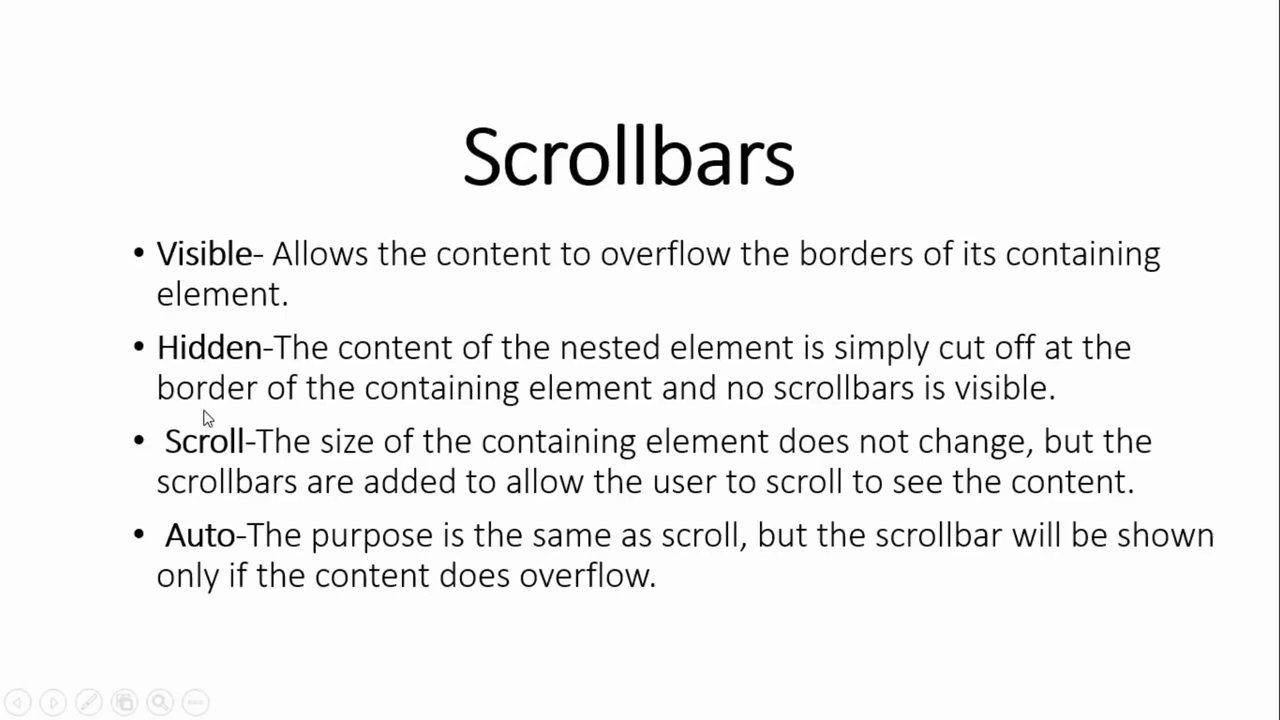 Scrollbars
• Visible- Allows the content to overflow the borders of its containing
element.
• Hidden-The content of the nested element is simply cut off at the
border of the containing element and no scrollbars is visible.
• Scroll-The size of the containing element does not change, but the
scrollbars are added to allow the user to scroll to see the content.
• Auto-The purpose is the same as scroll, but the scrollbar will be shown
only if the content does overflow.